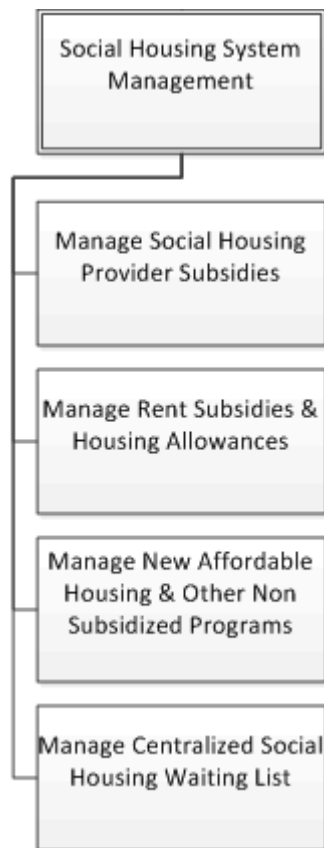 Social Housing System
Management
Manage Social Housing
Provider Subsidies
Manage Rent Subsidies &
Housing Allowances
Manage New Affordable
Housing & Other Non
Subsidized Programs
Manage Centralized Social
Housing Waiting List